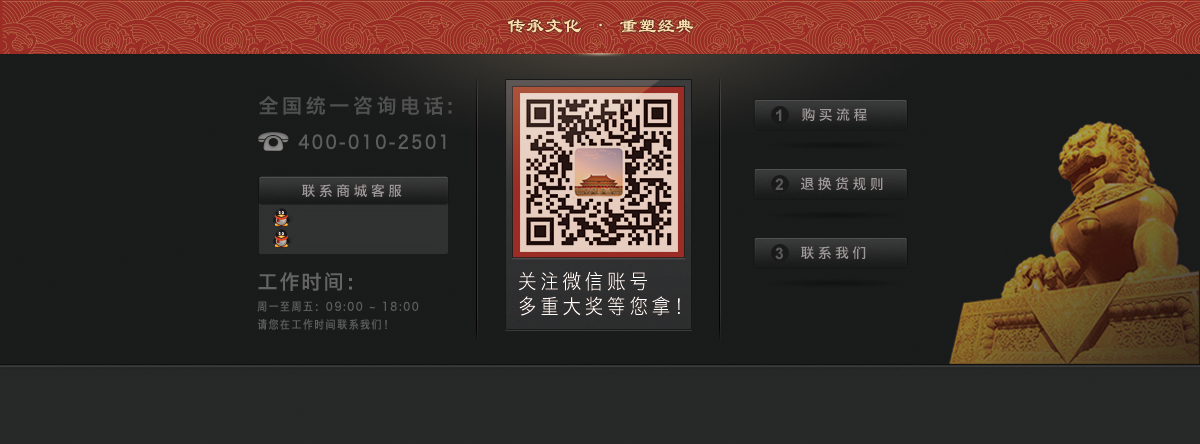 传承文化 · 重塑经典
全国统一咨询电话:
400-010-2501
联系商城客服
工作时间:
周一至周五: 09:00 ~ 18:00
请您在工作时间联系我们!
关注微信账号
多重大奖等您拿!
1 购买流程
2 退换货规则
3 联系我们